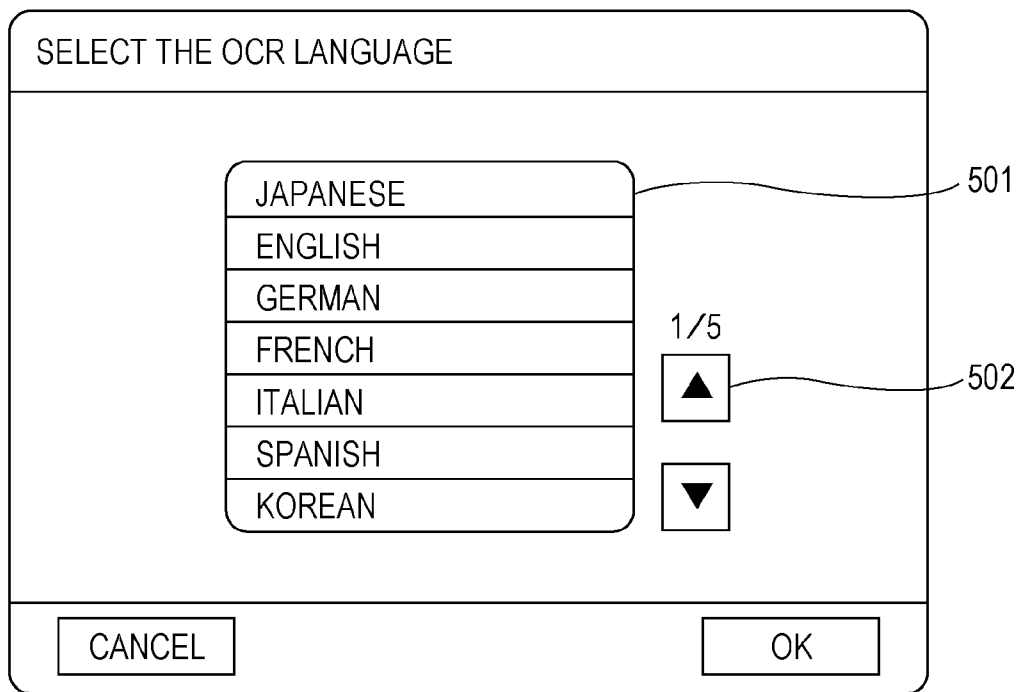 SELECT THE OCR LANGUAGE
JAPANESE
501
ENGLISH
GERMAN
FRENCH
1/5
▲
502
ITALIAN
SPANISH
▼
KOREAN
CANCEL
OK